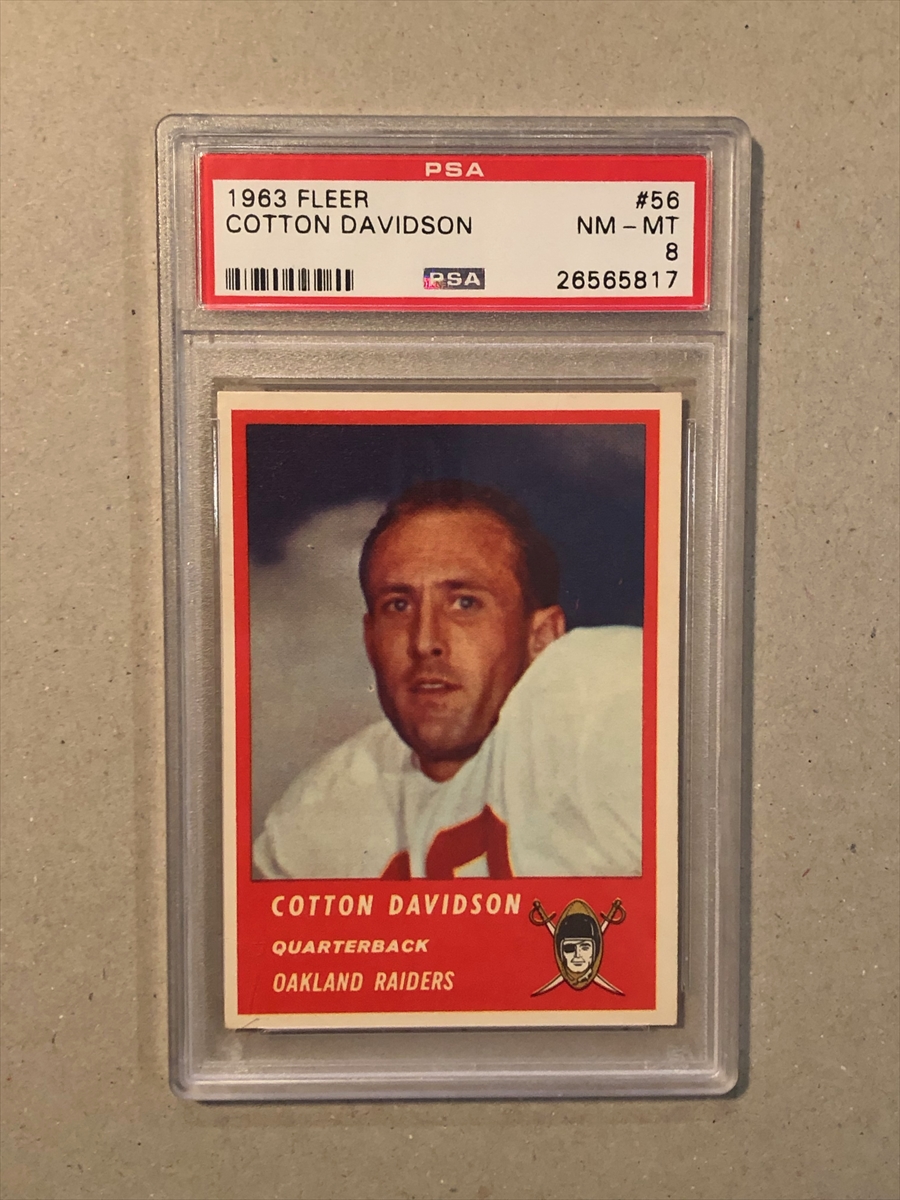 PSA
1963 FLEER #56
COTTON DAVIDSON NM - MT
8
PSA 26565817
COTTON DAVIDSON
QUARTERBACK
OAKLAND RAIDERS